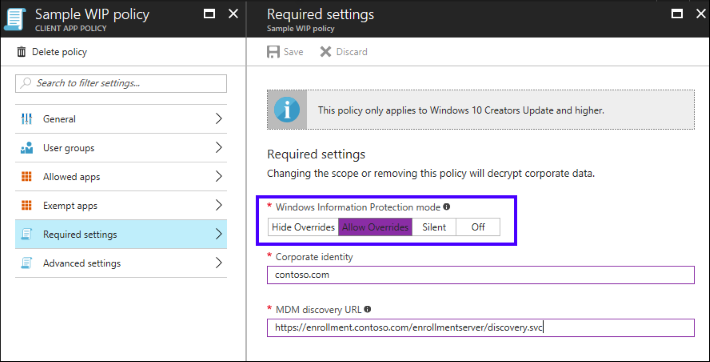 Sample WIP policy
CLIENT APP POLICY
Delete policy
Search to filter settings...
General
User groups
Allowed apps
Exempt apps
Required settings
Advanced settings
Required settings
Sample WIP policy
Save Discard
This policy only applies to Windows 10 Creators Update and higher.
Required settings
Changing the scope or removing this policy will decrypt corporate data.
* Windows Information Protection mode
Hide Overrides Allow Overrides Silent Off
* Corporate identity
contoso.com
* MDM discovery URL
https://enrollment.contoso.com/enrollmentserver/discovery.svc